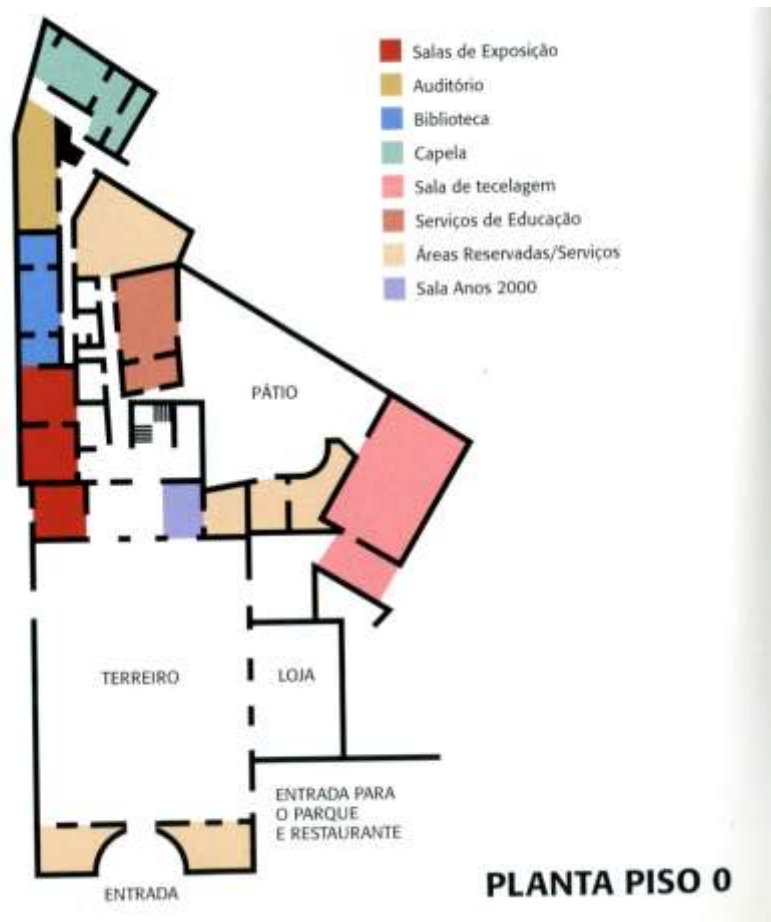 Salas de Exposição
Auditório
Biblioteca
Capela
Sala de tecelagem
Serviços de Educação
Áreas Reservadas/Serviços
Sala Anos 2000
PÁTIO
TERREIRO
LOJA
ENTRADA PARA
O PARQUE
E RESTAURANTE
ENTRADA
PLANTA PISO 0